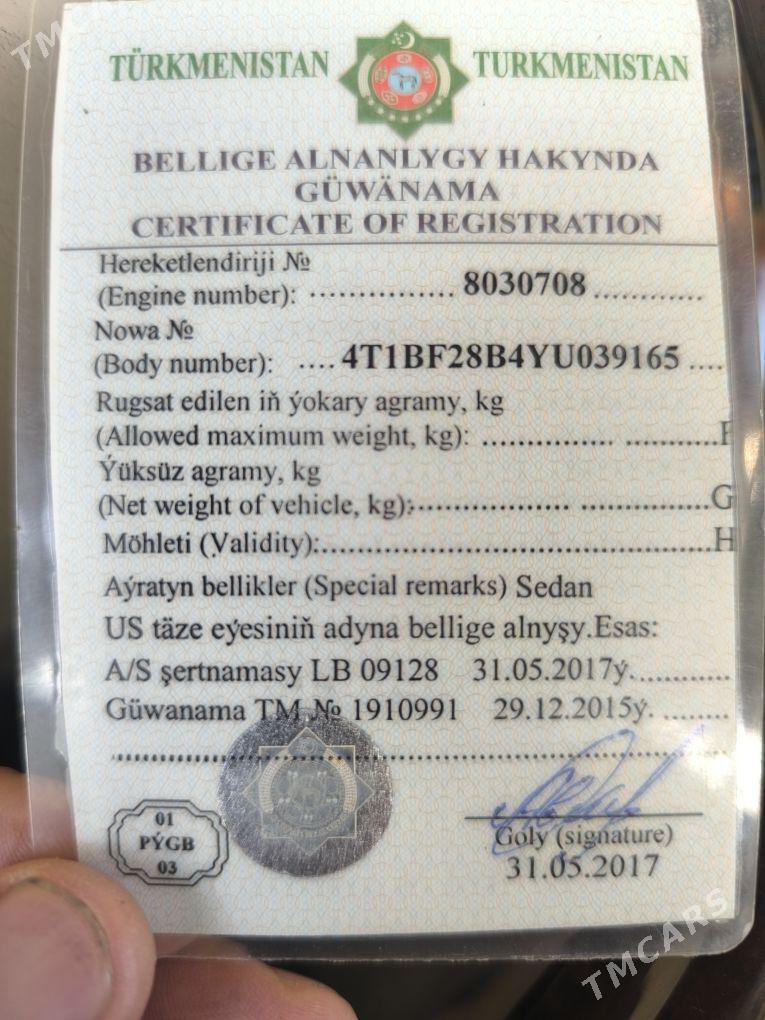 TMCARS
TÜRKMENISTAN TURKMENISTAN
BELLIGE ALNANLYGY HAKYNDA
GÜWÄNAMA
CERTIFICATE OF REGISTRATION
Hereketlendiriji №
(Engine number): ................ 8030708 ............
Nowa №
(Body number): .... 4T1BF28B4YU039165 ....
Rugsat edilen iň ýokary agramy, kg
(Allowed maximum weight, kg): .............. ...........F
Ýüksüz agramy, kg
(Net weight of vehicle, kg):.................. ...............G
Möhleti (Validity):.............................................H
Aýratyn bellikler (Special remarks) Sedan
US täze eýesiniň adyna bellige alnyşy.Esas:
A/S şertnamasy LB 09128 31.05.2017ý.............
Güwanama TM № 1910991 29.12.2015ý. ........
01
PÝGB
03
Goly (signature)
31.05.2017
TMCARS